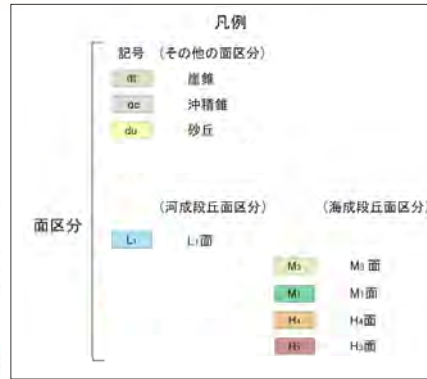 凡例
記号 (その他の面区分)
dt 崖錐
ac 沖積錐
du 砂丘
(河成段丘面区分) (海成段丘面区分)
面区分
L₁ L₁面
M₂ M₂面
M₁ M₁面
H₄ H₄面
H₃ H₃面